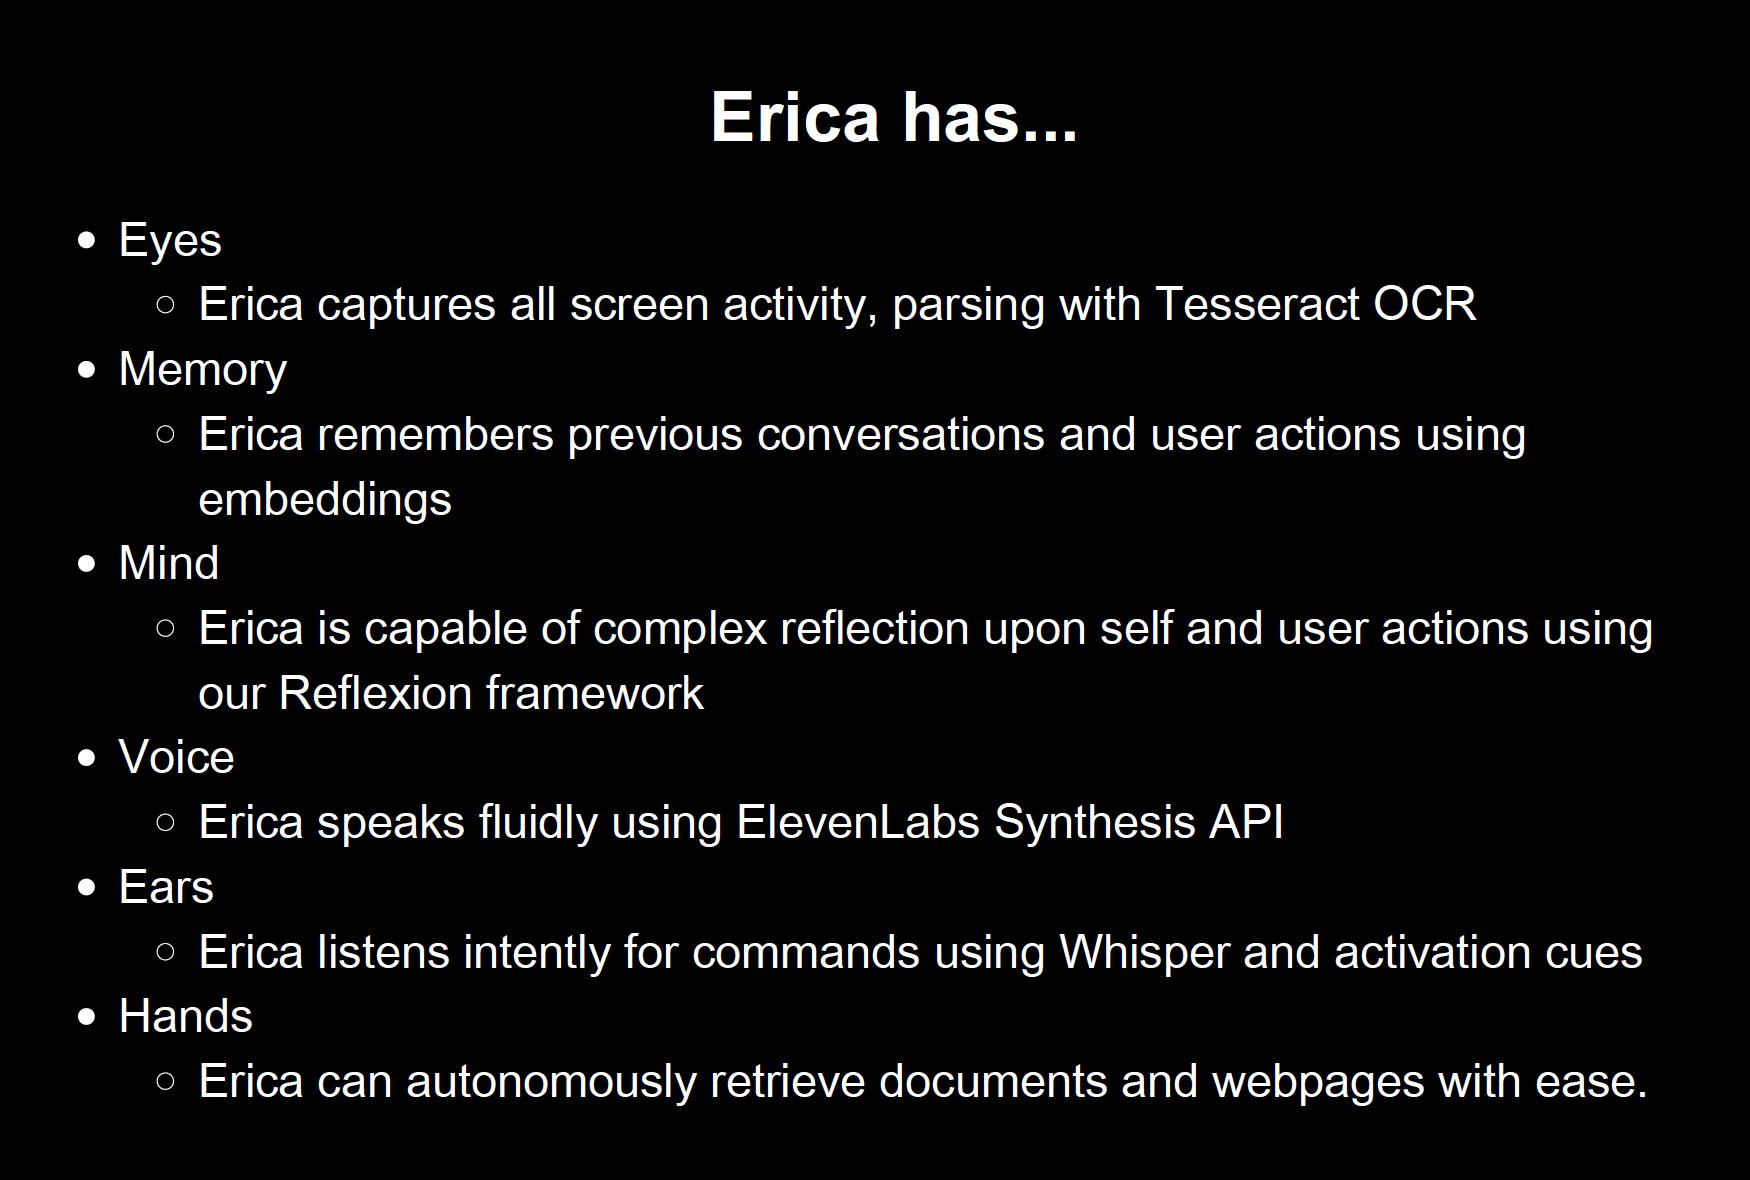 Erica has...
• Eyes
○ Erica captures all screen activity, parsing with Tesseract OCR
• Memory
○ Erica remembers previous conversations and user actions using
embeddings
• Mind
○ Erica is capable of complex reflection upon self and user actions using
our Reflexion framework
• Voice
○ Erica speaks fluidly using ElevenLabs Synthesis API
• Ears
○ Erica listens intently for commands using Whisper and activation cues
• Hands
○ Erica can autonomously retrieve documents and webpages with ease.